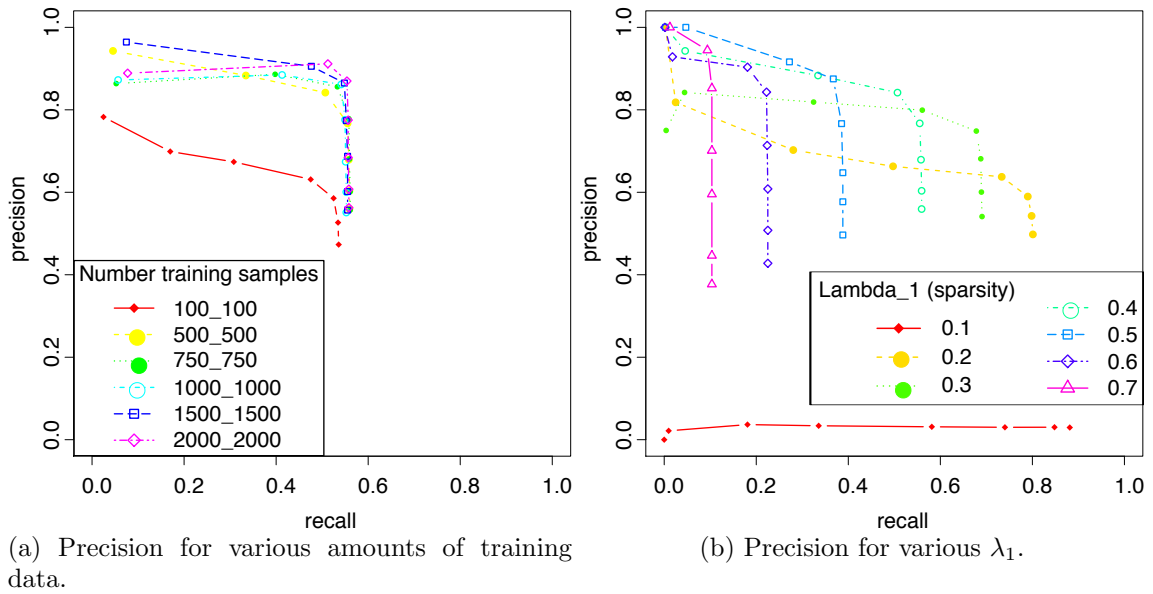 1.0
0.8
0.6
0.4
0.2
0.0
precision
Number training samples
100_100
500_500
750_750
1000_1000
1500_1500
2000_2000
0.0 0.2 0.4 0.6 0.8 1.0
recall
(a) Precision for various amounts of training
data.
1.0
0.8
0.6
0.4
0.2
0.0
precision
Lambda_1 (sparsity)
0.1
0.2
0.3
0.4
0.5
0.6
0.7
0.0 0.2 0.4 0.6 0.8 1.0
recall
(b) Precision for various λ₁.